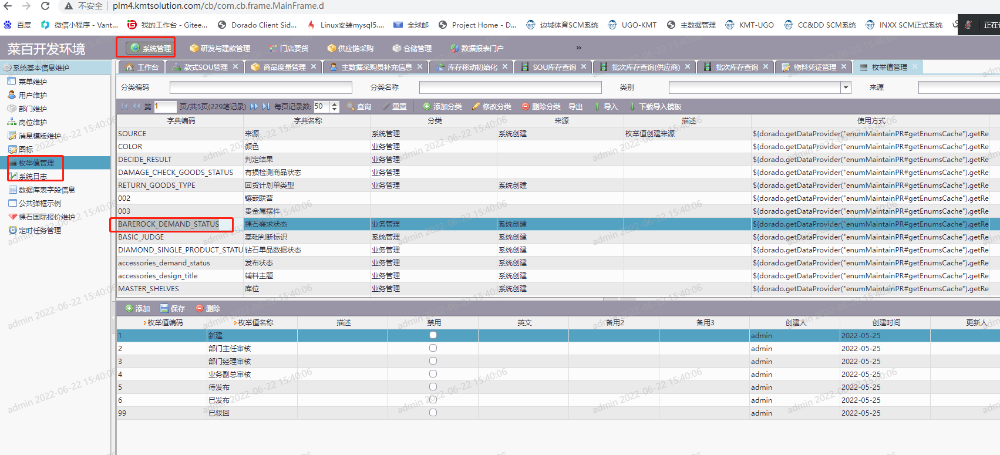 不安全 plm4.kmtsolution.com/cb/com.cb.frame.MainFrame.d
百度 微信小程序 - Vant... 我的工作台 - Gitee... Dorado Client Sid... Linux安装mysql5.... 全球邮 Project Home - D... 边城体育SCM系统 UGO-KMT 主数据管理 KMT-UGO CC&DD SCM系统 INXX SCM正式系统 正在
菜百开发环境 系统管理 研发与建款管理 门店要货 供应链采购 仓储管理 数据报表门户 »
系统基本信息维护
菜单维护
用户维护
部门维护
岗位维护
消息模版维护
图标
枚举值管理
系统日志
数据库表字段信息
公共弹框示例
裸石国际报价维护
定时任务管理
工作台 款式SOU管理 商品度量管理 主数据采购员补充信息 库存移动初始化 SOU库存查询 批次库存查询(供应商) 批次库存查询 物料凭证管理 枚举值管理
分类编码 分类名称 类别 来源
第 1 页/共5页(229笔记录) 每页记录数: 50 查询 重置 添加分类 修改分类 删除分类 导出 导入 下载导入模板
字典编码 字典名称 分类 来源 描述 使用方式
SOURCE 来源 系统管理 系统创建 枚举值创建来源 ${dorado.getDataProvider("enumMaintainPR#getEnumsCache").getRe
COLOR 颜色 业务管理 ${dorado.getDataProvider("enumMaintainPR#getEnumsCache").getRe
DECIDE_RESULT 判定结果 业务管理 ${dorado.getDataProvider("enumMaintainPR#getEnumsCache").getRe
DAMAGE_CHECK_GOODS_STATUS 有损检测商品状态 业务管理 ${dorado.getDataProvider("enumMaintainPR#getEnumsCache").getRe
RETURN_GOODS_TYPE 回货计划单类型 业务管理 系统创建 ${dorado.getDataProvider("enumMaintainPR#getEnumsCache").getRe
002 镶嵌联营 ${dorado.getDataProvider("enumMaintainPR#getEnumsCache").getRe
003 贵金属摆件 ${dorado.getDataProvider("enumMaintainPR#getEnumsCache").getRe
BAREROCK_DEMAND_STATUS 裸石需求状态 业务管理 系统创建 ${dorado.getDataProvider("enumMaintainPR#getEnumsCache").getRe
BASIC_JUDGE 基础判断标识 系统管理 系统创建 ${dorado.getDataProvider("enumMaintainPR#getEnumsCache").getRe
DIAMOND_SINGLE_PRODUCT_STATU 钻石单品数据状态 业务管理 系统创建 ${dorado.getDataProvider("enumMaintainPR#getEnumsCache").getRe
accessories_demand_status 发布状态 业务管理 系统创建 ${dorado.getDataProvider("enumMaintainPR#getEnumsCache").getRe
accessories_design_title 辅料主题 业务管理 系统创建 ${dorado.getDataProvider("enumMaintainPR#getEnumsCache").getRe
MASTER_SHELVES 库位 业务管理 系统创建 ${dorado.getDataProvider("enumMaintainPR#getEnumsCache").getRe
添加 保存 删除
枚举值编码 枚举值名称 描述 禁用 英文 备用2 备用3 创建人 创建时间 更新人
1 新建 admin 2022-05-25
2 部门主任审核 admin 2022-05-25
3 部门经理审核 admin 2022-05-25
4 业务副总审核 admin 2022-05-25
5 待发布 admin 2022-05-25
6 已发布 admin 2022-05-25
99 已驳回 admin 2022-05-25
admin 2022-06-22 15:40:06